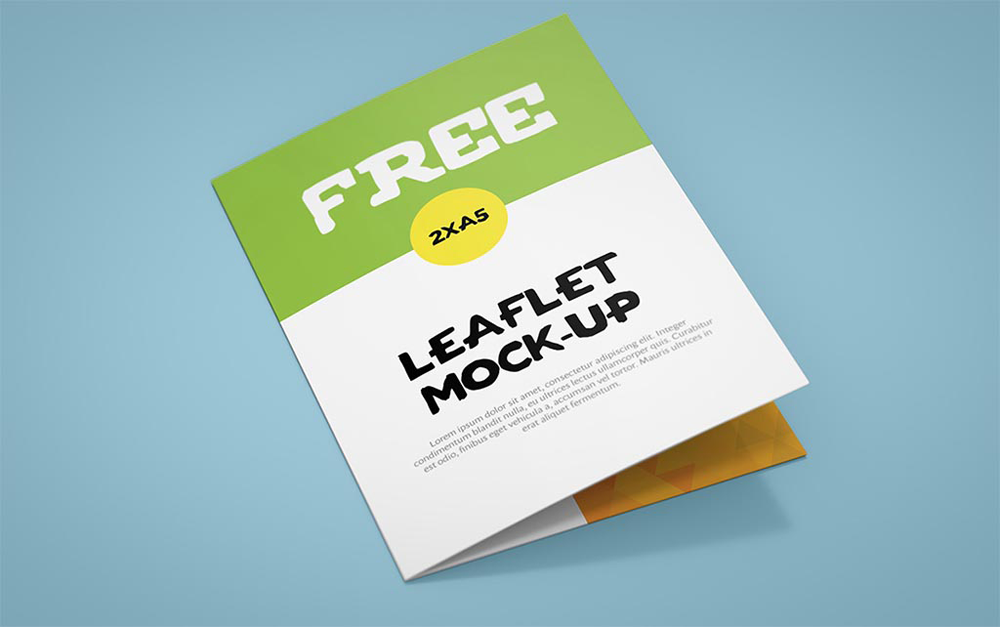 FREE
2XA5
LEAFLET
MOCK-UP
Lorem ipsum dolor sit amet, consectetur adipiscing elit. Integer
condimentum blandit nulla, eu ultrices lectus ullamcorper quis. Curabitur
est odio, finibus eget vehicula a, accumsan vel tortor. Mauris ultrices in
erat aliquet fermentum.